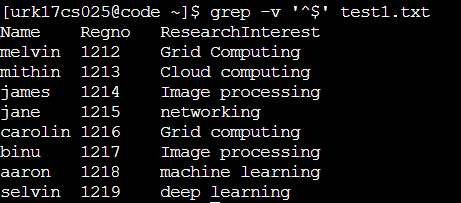 [urk17cs025@code ~]$ grep -v '^$' test1.txt
Name    Regno   ResearchInterest
melvin  1212    Grid Computing
mithin  1213    Cloud computing
james   1214    Image processing
jane    1215    networking
carolin 1216    Grid computing
binu    1217    Image processing
aaron   1218    machine learning
selvin  1219    deep learning